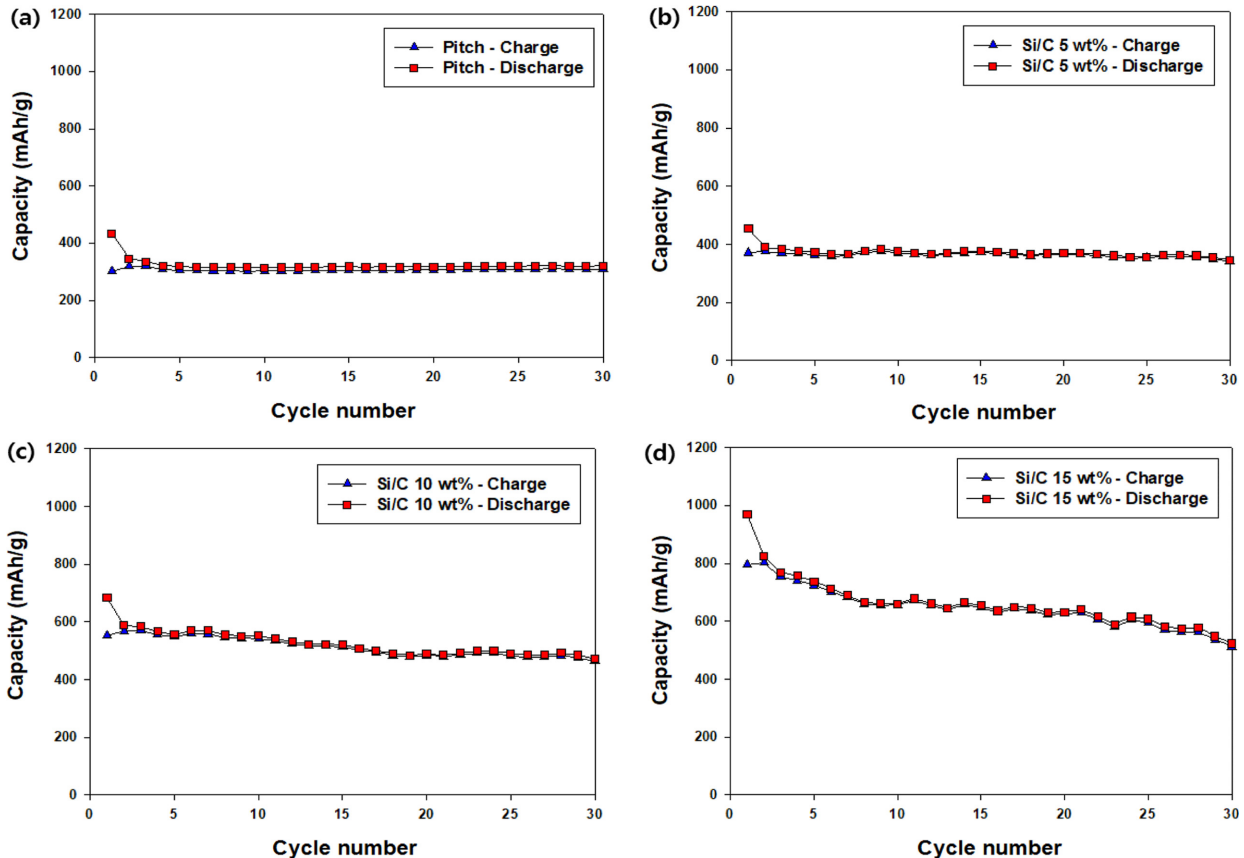 (a)
1200
1000
800
600
400
200
0
Capacity (mAh/g)
Pitch - Charge
Pitch - Discharge
0 5 10 15 20 25 30
Cycle number
(b)
1200
1000
800
600
400
200
0
Capacity (mAh/g)
Si/C 5 wt% - Charge
Si/C 5 wt% - Discharge
0 5 10 15 20 25 30
Cycle number
(c)
1200
1000
800
600
400
200
0
Capacity (mAh/g)
Si/C 10 wt% - Charge
Si/C 10 wt% - Discharge
0 5 10 15 20 25 30
Cycle number
(d)
1200
1000
800
600
400
200
0
Capacity (mAh/g)
Si/C 15 wt% - Charge
Si/C 15 wt% - Discharge
0 5 10 15 20 25 30
Cycle number